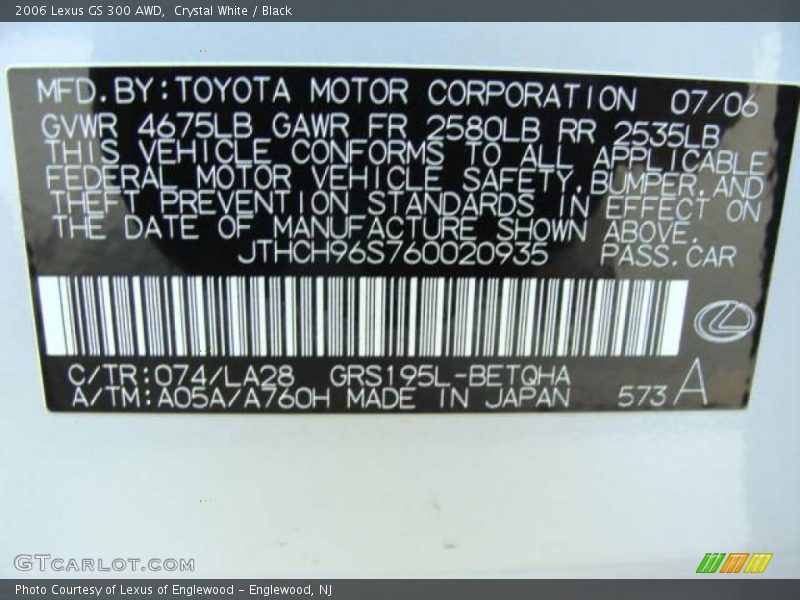 2006 Lexus GS 300 AWD, Crystal White / Black
MFD. BY: TOYOTA MOTOR CORPORATION 07/06
GVWR 4675LB GAWR FR 2580LB RR 2535LB
THIS VEHICLE CONFORMS TO ALL APPLICABLE
FEDERAL MOTOR VEHICLE SAFETY, BUMPER, AND
THEFT PREVENTION STANDARDS IN EFFECT ON
THE DATE OF MANUFACTURE SHOWN ABOVE.
JTHCH96S760020935 PASS. CAR
C/TR: 074/LA28 GRS195L-BETQHA
A/TM: A05A/A760H MADE IN JAPAN 573 A
GTCARLOT.COM
Photo Courtesy of Lexus of Englewood - Englewood, NJ